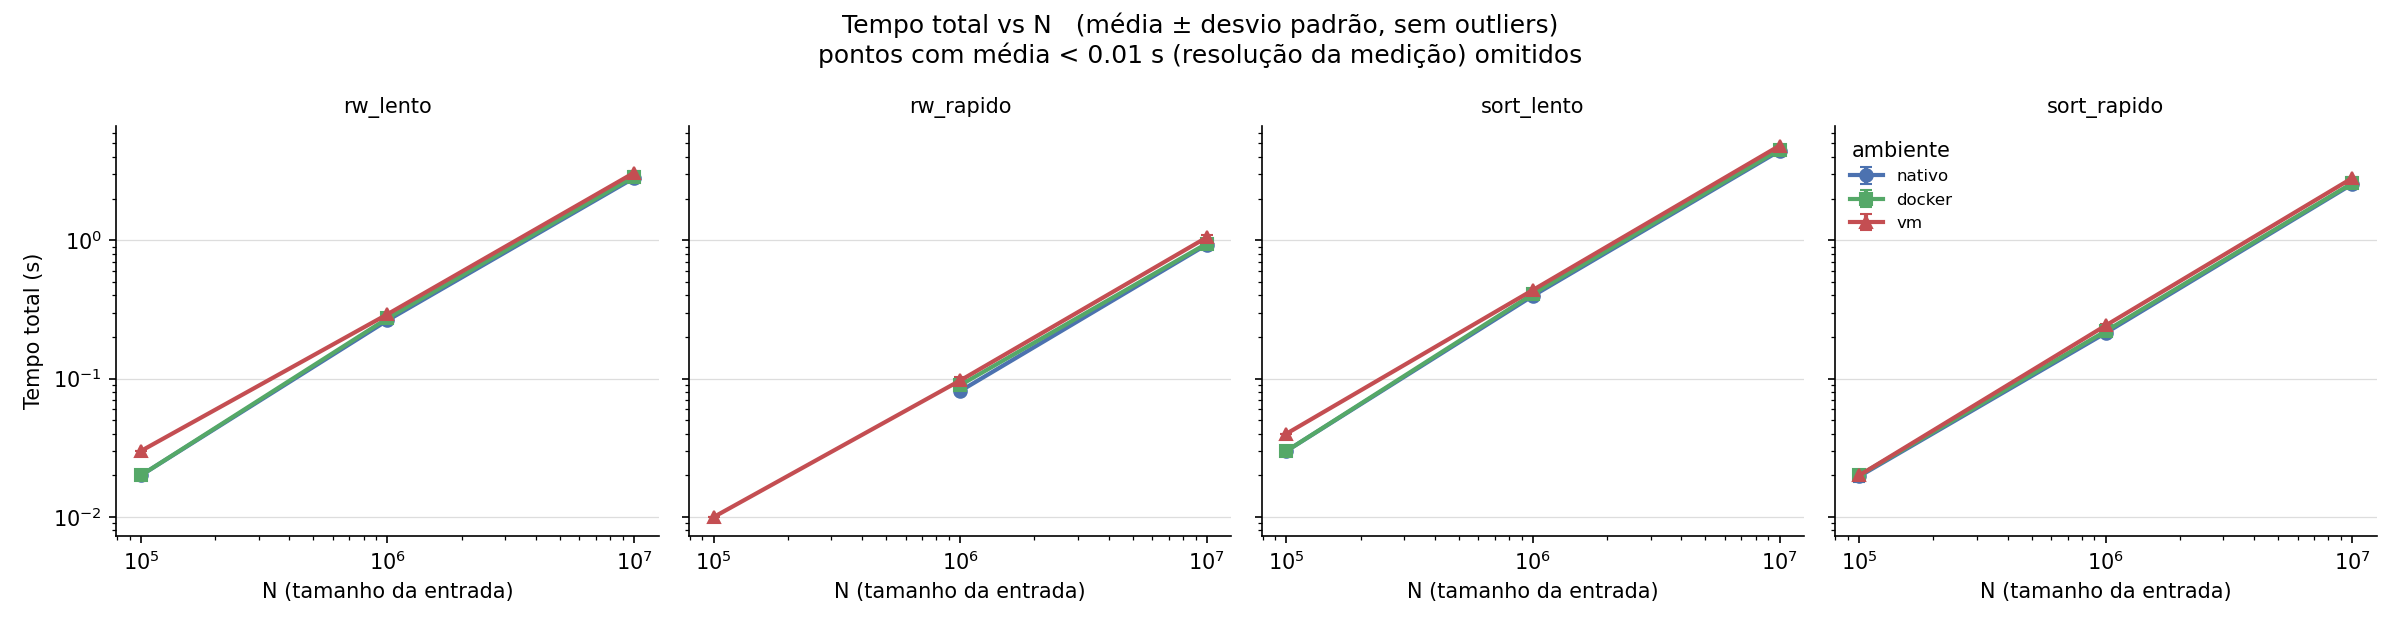 Tempo total vs N   (média ± desvio padrão, sem outliers)
pontos com média < 0.01 s (resolução da medição) omitidos
rw_lento
rw_rapido
sort_lento
sort_rapido
Tempo total (s)
10⁰
10⁻¹
10⁻²
10⁵ 10⁶ 10⁷
N (tamanho da entrada)
10⁵ 10⁶ 10⁷
N (tamanho da entrada)
10⁵ 10⁶ 10⁷
N (tamanho da entrada)
ambiente
nativo
docker
vm
10⁵ 10⁶ 10⁷
N (tamanho da entrada)